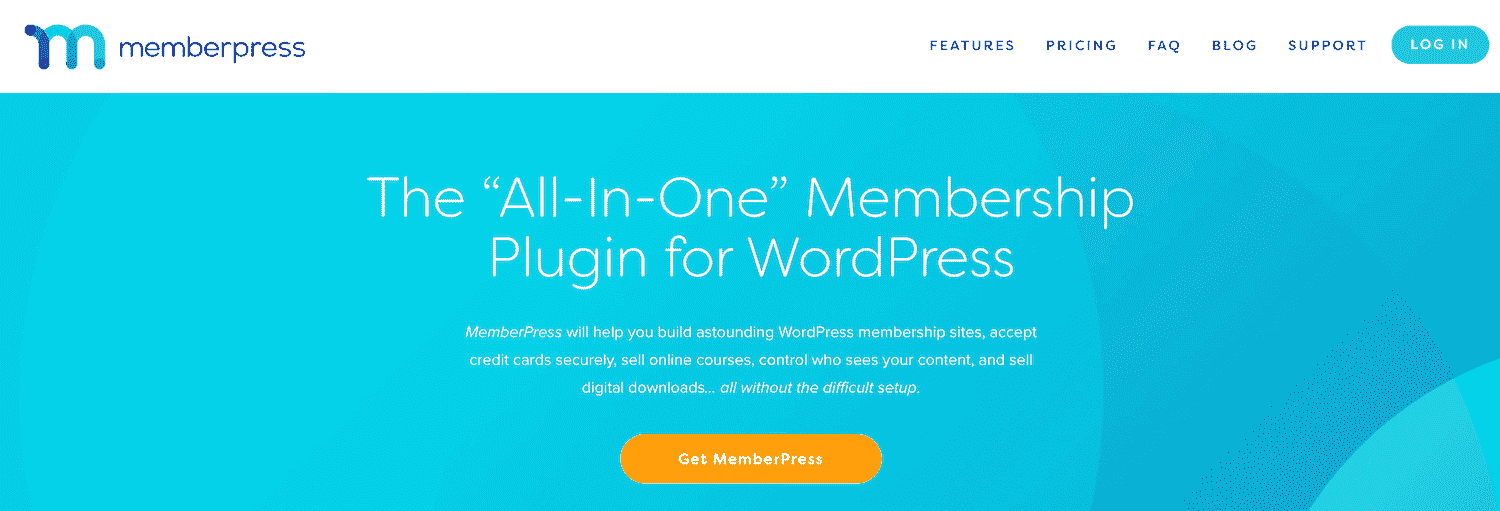 memberpress
FEATURES PRICING FAQ BLOG SUPPORT LOG IN
The “All-In-One” Membership
Plugin for WordPress
MemberPress will help you build astounding WordPress membership sites, accept
credit cards securely, sell online courses, control who sees your content, and sell
digital downloads... all without the difficult setup.
Get MemberPress